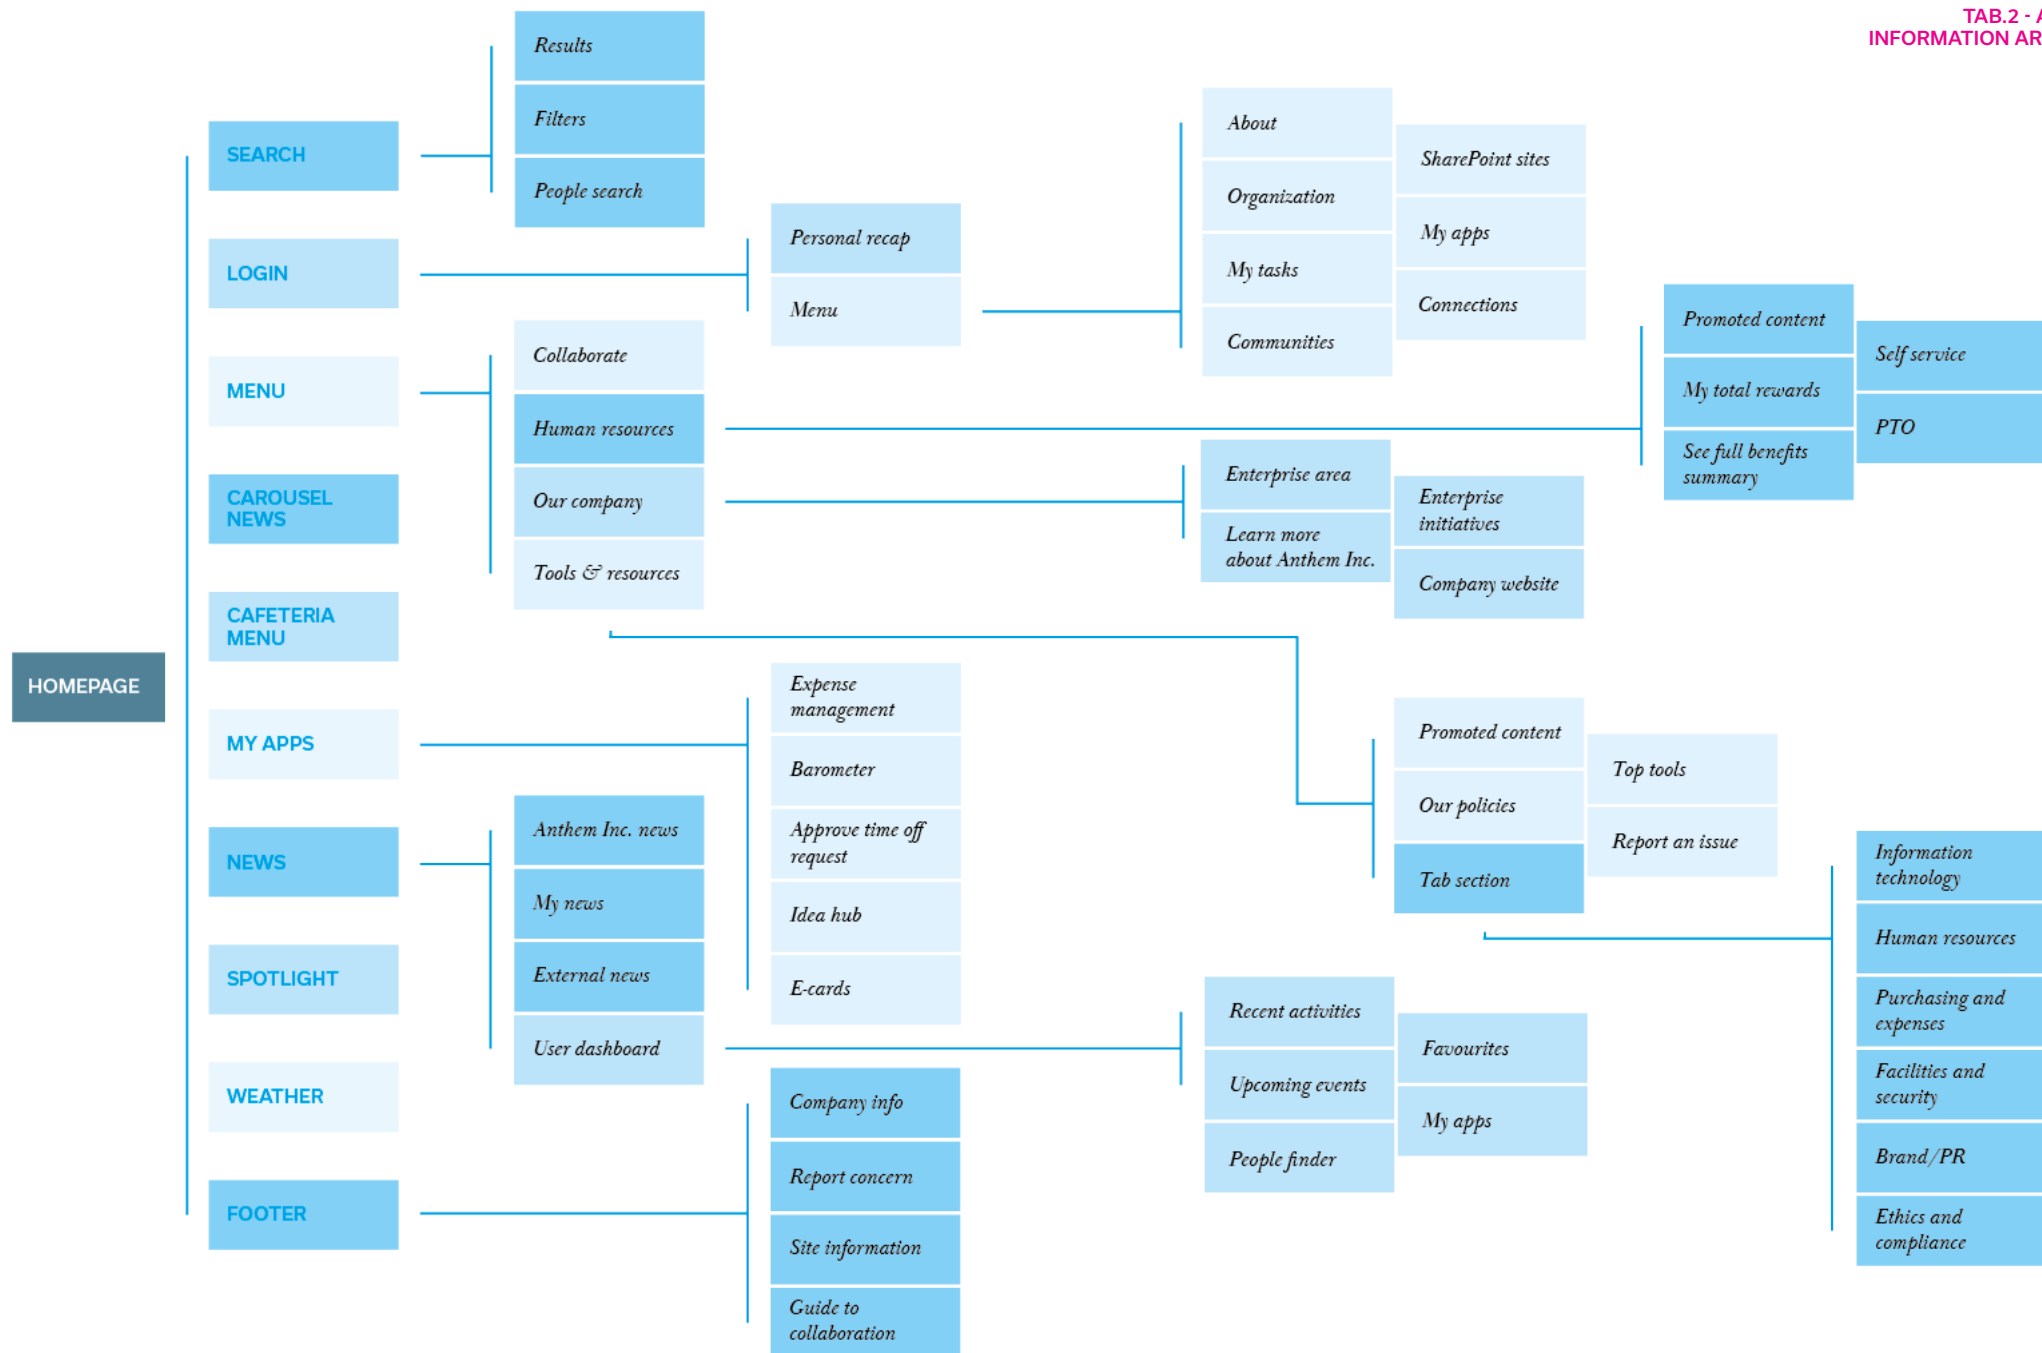 TAB.2 - A
INFORMATION AR
HOMEPAGE
SEARCH
LOGIN
MENU
CAROUSEL
NEWS
CAFETERIA
MENU
MY APPS
NEWS
SPOTLIGHT
WEATHER
FOOTER
Results
Filters
People search
Personal recap
Menu
About
Organization
My tasks
Communities
SharePoint sites
My apps
Connections
Collaborate
Human resources
Our company
Tools & resources
Promoted content
My total rewards
See full benefits
summary
Self service
PTO
Enterprise area
Learn more
about Anthem Inc.
Enterprise
initiatives
Company website
Promoted content
Our policies
Tab section
Top tools
Report an issue
Information
technology
Human resources
Purchasing and
expenses
Facilities and
security
Brand/PR
Ethics and
compliance
Expense
management
Barometer
Approve time off
request
Idea hub
E-cards
Anthem Inc. news
My news
External news
User dashboard
Recent activities
Upcoming events
People finder
Favourites
My apps
Company info
Report concern
Site information
Guide to
collaboration